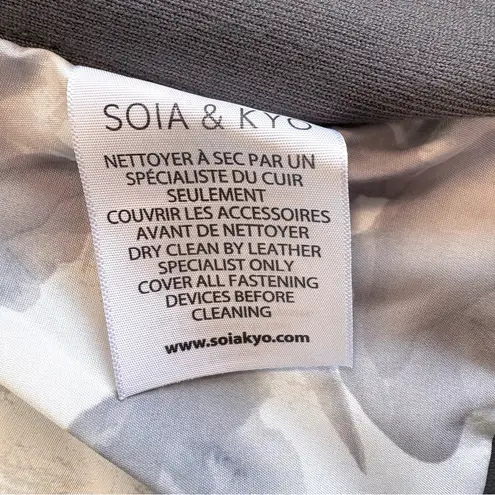 SOIA & KYO
NETTOYER À SEC PAR UN
SPÉCIALISTE DU CUIR
SEULEMENT
COUVRIR LES ACCESSOIRES
AVANT DE NETTOYER
DRY CLEAN BY LEATHER
SPECIALIST ONLY
COVER ALL FASTENING
DEVICES BEFORE
CLEANING
www.soiakyo.com